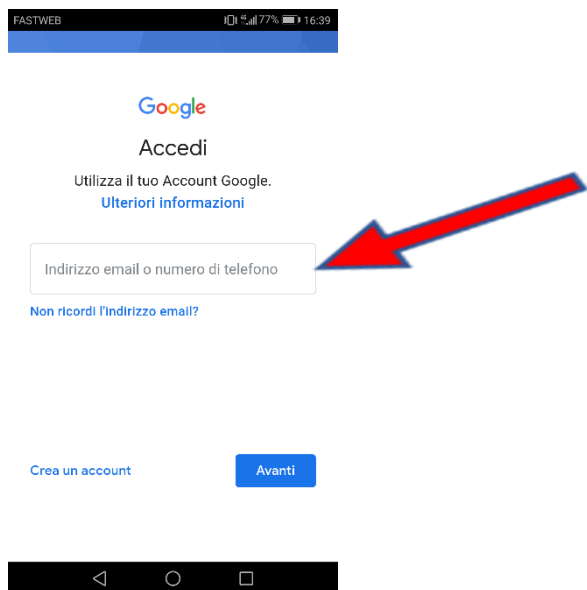 FASTWEB 77% 16:39
Google
Accedi
Utilizza il tuo Account Google.
Ulteriori informazioni
Indirizzo email o numero di telefono
Non ricordi l'indirizzo email?
Crea un account Avanti